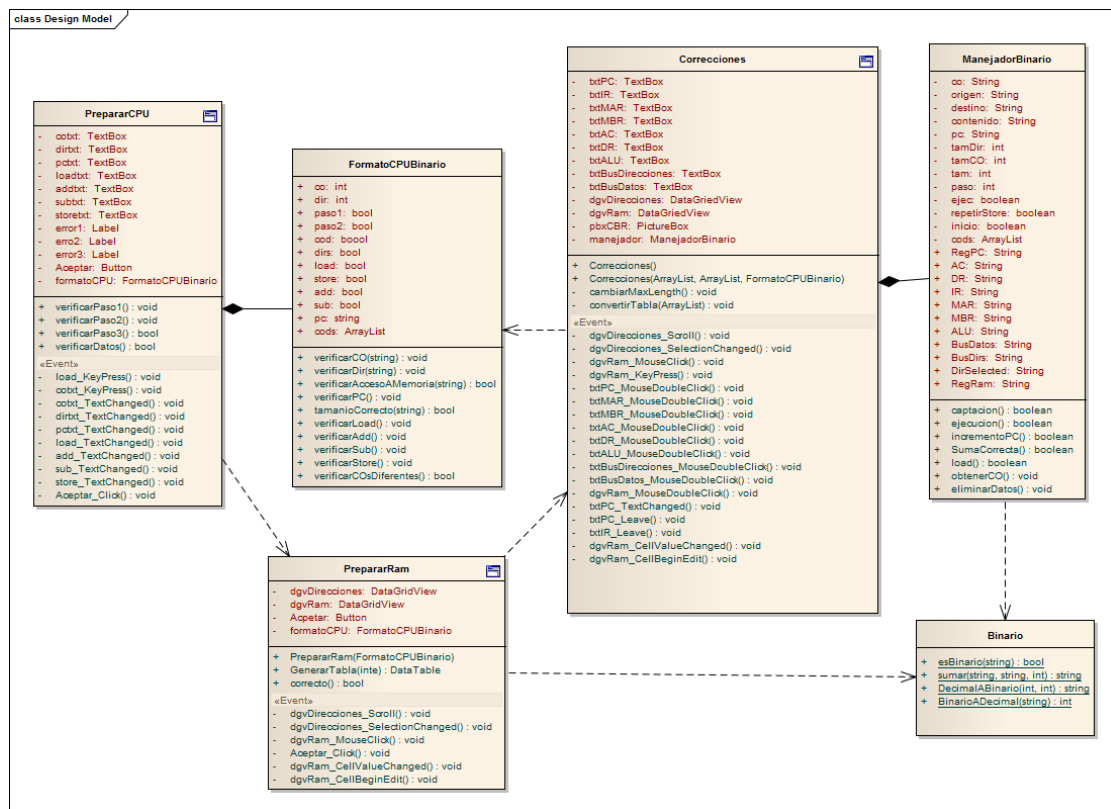 class Design Model
PrepararCPU
- cotxt: TextBox
- dirtxt: TextBox
- pctxt: TextBox
- loadtxt: TextBox
- addtxt: TextBox
- subtxt: TextBox
- storetxt: TextBox
- error1: Label
- erro2: Label
- error3: Label
- Aceptar: Button
- formatoCPU: FormatoCPUBinario
+ verificarPaso1() : void
+ verificarPaso2() : void
+ verificarPaso3() : bool
+ verificarDatos() : bool
«Event»
- load_KeyPress() : void
- cotxt_KeyPress() : void
- cotxt_TextChanged() : void
- dirtxt_TextChanged() : void
- pctxt_TextChanged() : void
- load_TextChanged() : void
- add_TextChanged() : void
- sub_TextChanged() : void
- store_TextChanged() : void
- Aceptar_Click() : void
FormatoCPUBinario
+ co: int
+ dir: int
+ paso1: bool
+ paso2: bool
+ cod: boool
+ dirs: bool
+ load: bool
+ store: bool
+ add: bool
+ sub: bool
+ pc: string
+ cods: ArrayList
+ verificarCO(string) : void
+ verificarDir(string) : void
+ verificarAccesoAMemoria(string) : bool
+ verificarPC() : void
+ tamanioCorrecto(string) : bool
+ verificarLoad() : void
+ verificarAdd() : void
+ verificarSub() : void
+ verificarStore() : void
+ verificarCOsDiferentes() : bool
Correcciones
- txtPC: TextBox
- txtIR: TextBox
- txtMAR: TextBox
- txtMBR: TextBox
- txtAC: TextBox
- txtDR: TextBox
- txtALU: TextBox
- txtBusDirecciones: TextBox
- txtBusDatos: TextBox
- dgvDirecciones: DataGriedView
- dgvRam: DataGriedView
- pbxCBR: PictureBox
- manejador: ManejadorBinario
+ Correcciones()
+ Correcciones(ArrayList, ArrayList, FormatoCPUBinario)
- cambiarMaxLength() : void
- convertirTabla(ArrayList) : void
«Event»
- dgvDirecciones_Scroll() : void
- dgvDirecciones_SelectionChanged() : void
- dgvRam_MouseClick() : void
- dgvRam_KeyPress() : void
- txtPC_MouseDoubleClick() : void
- txtMAR_MouseDoubleClick() : void
- txtMBR_MouseDoubleClick() : void
- txtAC_MouseDoubleClick() : void
- txtDR_MouseDoubleClick() : void
- txtALU_MouseDoubleClick() : void
- txtBusDirecciones_MouseDoubleClick() : void
- txtBusDatos_MouseDoubleClick() : void
- dgvRam_MouseDoubleClick() : void
- txtPC_TextChanged() : void
- txtPC_Leave() : void
- txtIR_Leave() : void
- dgvRam_CellValueChanged() : void
- dgvRam_CellBeginEdit() : void
ManejadorBinario
- co: String
- origen: String
- destino: String
- contenido: String
- pc: String
- tamDir: int
- tamCO: int
- tam: int
- paso: int
- ejec: boolean
- repetirStore: boolean
- inicio: boolean
- cods: ArrayList
+ RegPC: String
+ AC: String
+ DR: String
+ IR: String
+ MAR: String
+ MBR: String
+ ALU: String
+ BusDatos: String
+ BusDirs: String
+ DirSelected: String
+ RegRam: String
+ captacion() : boolean
+ ejecucion() : boolean
+ incrementoPC() : boolean
+ SumaCorrecta() : boolean
+ load() : boolean
+ obtenerCO() : void
+ eliminarDatos() : void
PrepararRam
- dgvDirecciones: DataGridView
- dgvRam: DataGridView
- Acpetar: Button
- formatoCPU: FormatoCPUBinario
+ PrepararRam(FormatoCPUBinario)
+ GenerarTabla(inte) : DataTable
+ correcto() : bool
«Event»
- dgvDirecciones_Scroll() : void
- dgvDirecciones_SelectionChanged() : void
- dgvRam_MouseClick() : void
- Aceptar_Click() : void
- dgvRam_CellValueChanged() : void
- dgvRam_CellBeginEdit() : void
Binario
+ esBinario(string) : bool
+ sumar(string, string, int) : string
+ DecimalABinario(int, int) : string
+ BinarioADecimal(string) : int